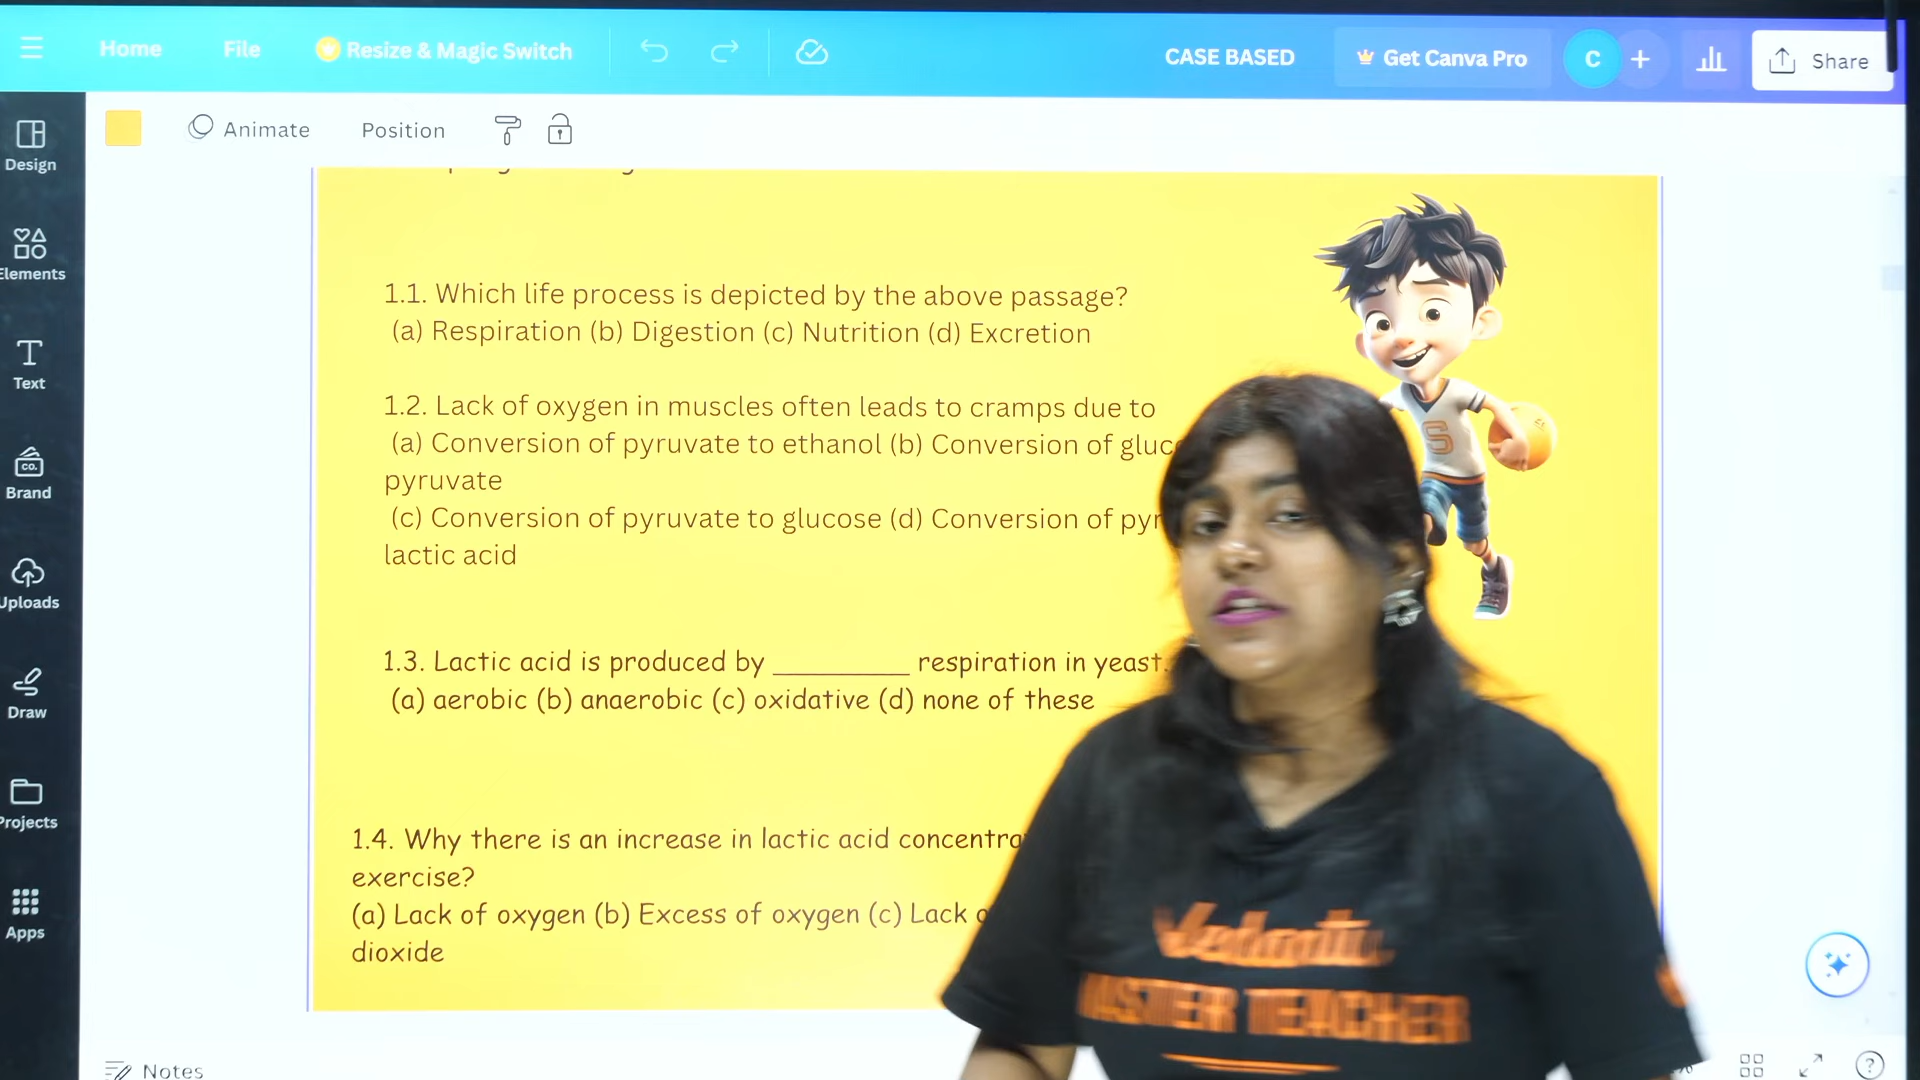 Home File Resize & Magic Switch CASE BASED Get Canva Pro C + Share
Design Animate Position
Elements
Text
Brand
Uploads
Draw
Projects
Apps
1.1. Which life process is depicted by the above passage?
(a) Respiration (b) Digestion (c) Nutrition (d) Excretion
1.2. Lack of oxygen in muscles often leads to cramps due to
(a) Conversion of pyruvate to ethanol (b) Conversion of
pyruvate
(c) Conversion of pyruvate to glucose (d) Conversion of
lactic acid
1.3. Lactic acid is produced by __________ respiration in yeast.
(a) aerobic (b) anaerobic (c) oxidative (d) none of these
1.4. Why there is an increase in lactic acid
exercise?
(a) Lack of oxygen (b) Excess of oxygen (c) Lack
dioxide
S
Vedantu
MASTER TEACHER
Notes